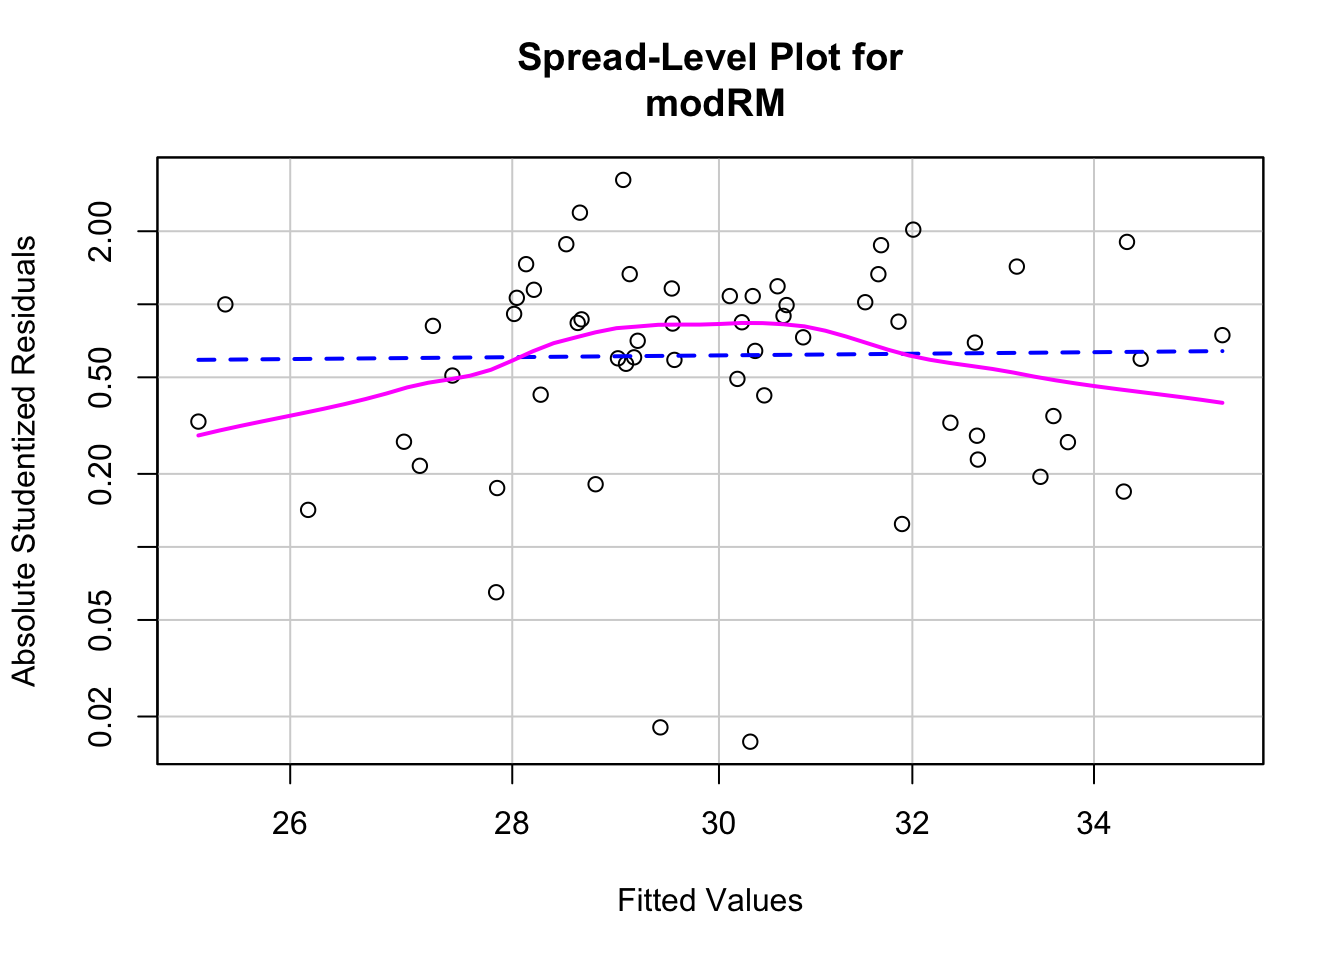 Spread-Level Plot for
modRM
Absolute Studentized Residuals
2.00
0.50
0.20
0.05
0.02
26 28 30 32 34
Fitted Values